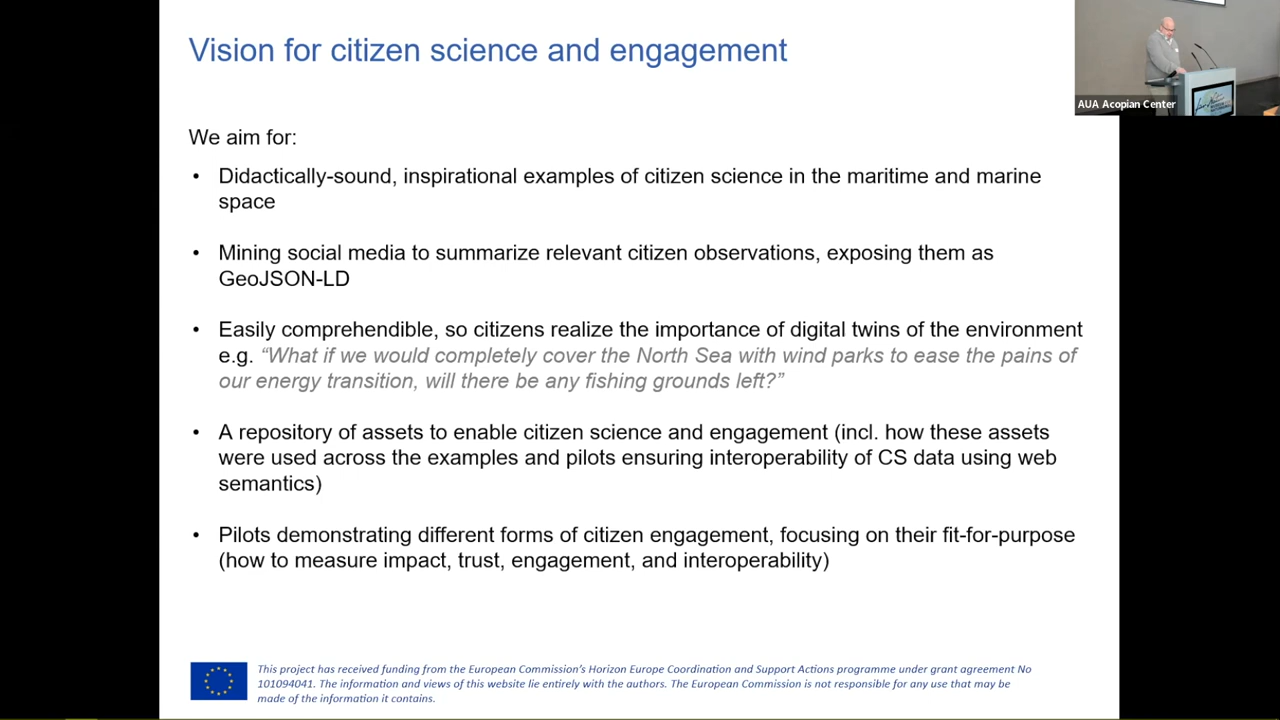 Vision for citizen science and engagement
AUA Acopian Center
We aim for:
• Didactically-sound, inspirational examples of citizen science in the maritime and marine
space
• Mining social media to summarize relevant citizen observations, exposing them as
GeoJSON-LD
• Easily comprehendible, so citizens realize the importance of digital twins of the environment
e.g. “What if we would completely cover the North Sea with wind parks to ease the pains of
our energy transition, will there be any fishing grounds left?”
• A repository of assets to enable citizen science and engagement (incl. how these assets
were used across the examples and pilots ensuring interoperability of CS data using web
semantics)
• Pilots demonstrating different forms of citizen engagement, focusing on their fit-for-purpose
(how to measure impact, trust, engagement, and interoperability)
This project has received funding from the European Commission’s Horizon Europe Coordination and Support Actions programme under grant agreement No
101094041. The information and views of this website lie entirely with the authors. The European Commission is not responsible for any use that may be
made of the information it contains.